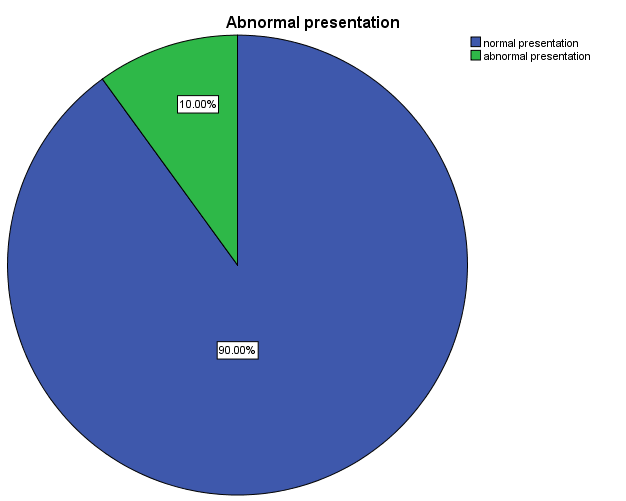 Abnormal presentation
normal presentation
abnormal presentation
10.00%
90.00%